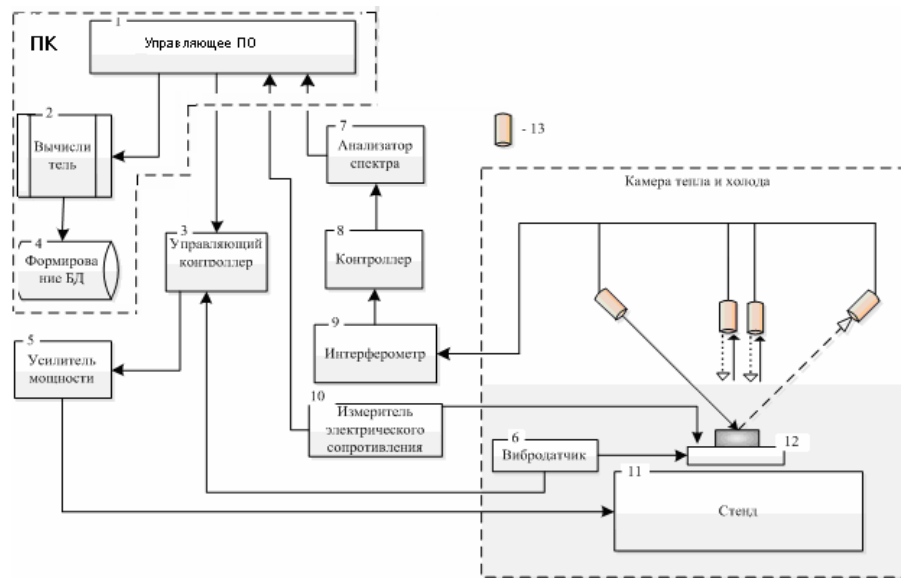 1
ПК
Управляющее ПО
2
Вычисли
тель
7
Анализатор
спектра
- 13
Камера тепла и холода
3
Управляющий
контроллер
4
Формирова
ние БД
8
Контроллер
5
Усилитель
мощности
9
Интерферометр
10
Измеритель
электрического
сопротивления
6
Вибродатчик
12
11
Стенд